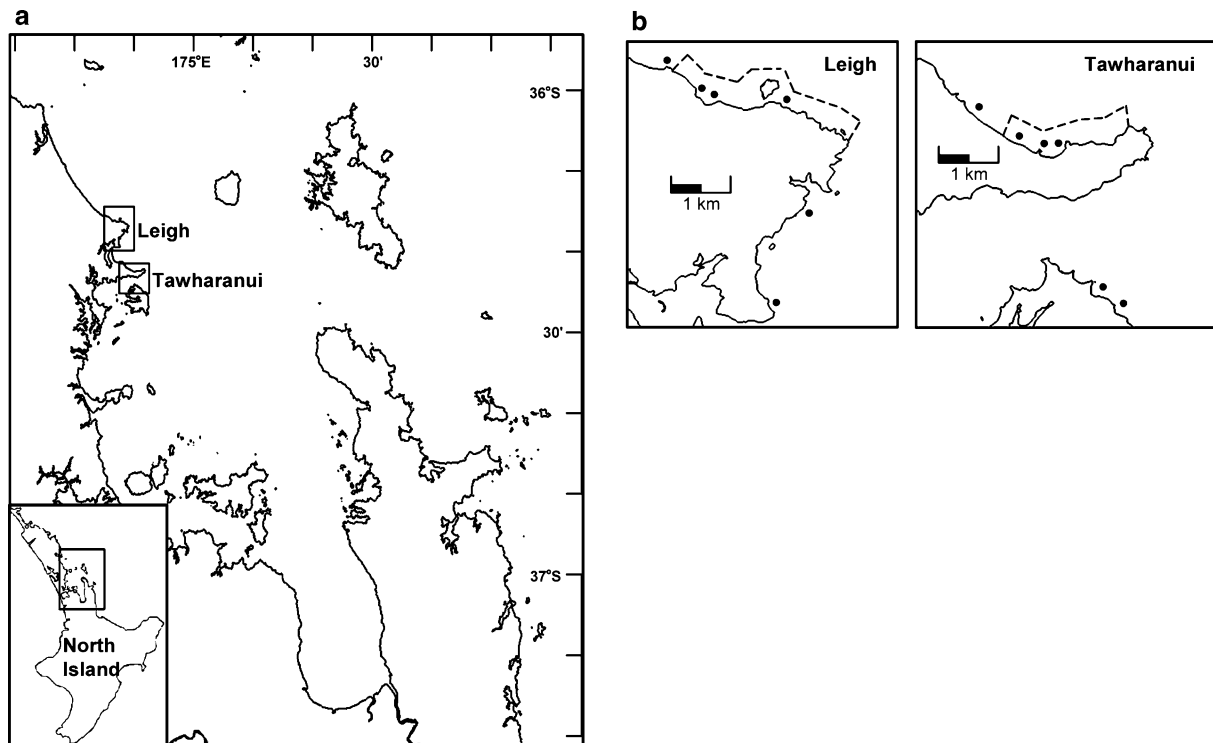 a
175°E
30'
36°S
Leigh
Tawharanui
30'
37°S
North
Island
b
Leigh
1 km
Tawharanui
1 km